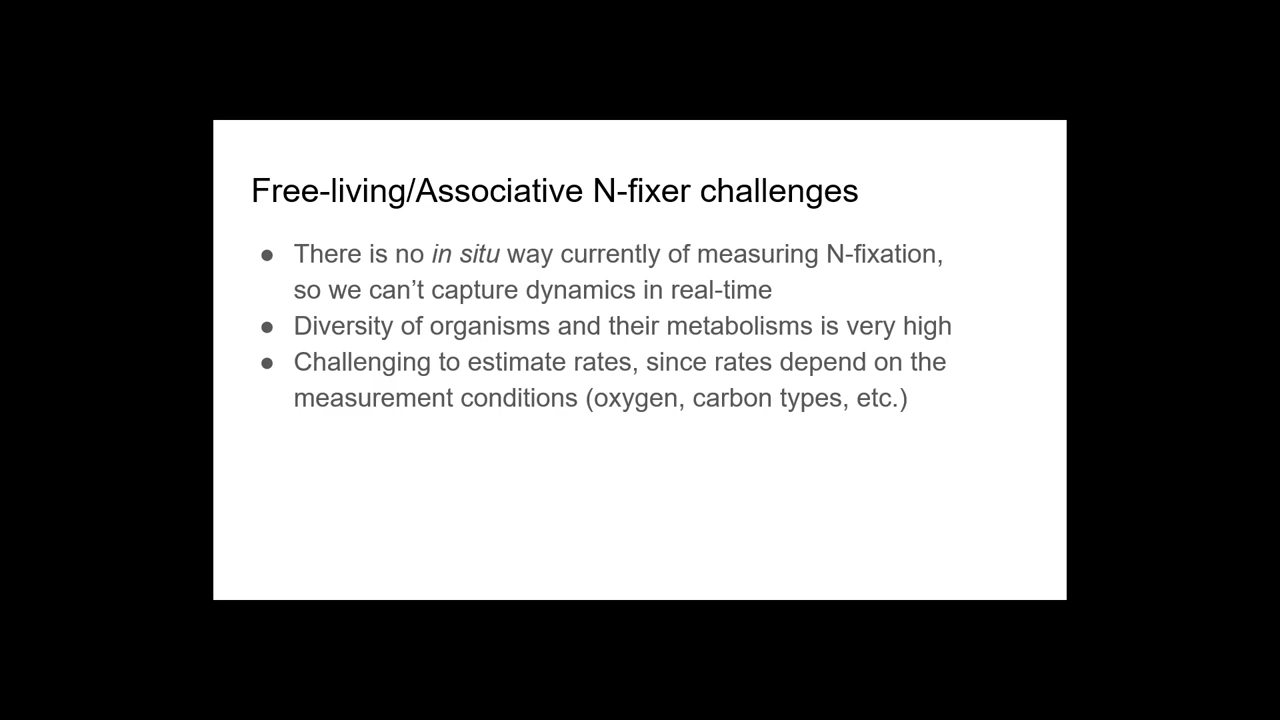 Free-living/Associative N-fixer challenges
● There is no in situ way currently of measuring N-fixation,
so we can’t capture dynamics in real-time
● Diversity of organisms and their metabolisms is very high
● Challenging to estimate rates, since rates depend on the
measurement conditions (oxygen, carbon types, etc.)